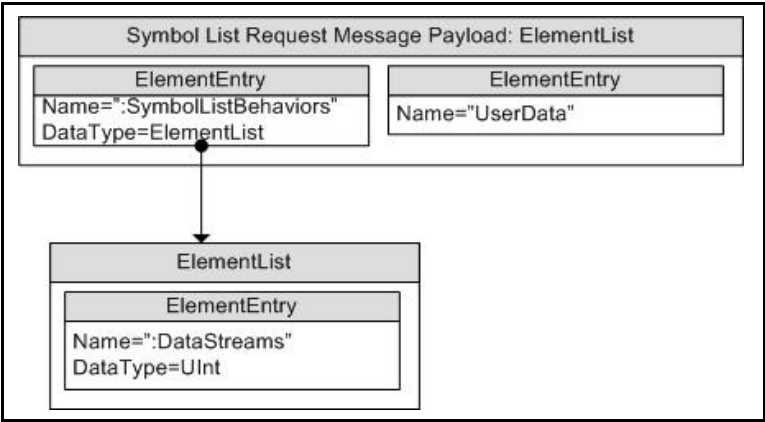 Symbol List Request Message Payload: ElementList
ElementEntry
Name=":SymbolListBehaviors"
DataType=ElementList
ElementEntry
Name="UserData"
ElementList
ElementEntry
Name=":DataStreams"
DataType=UInt